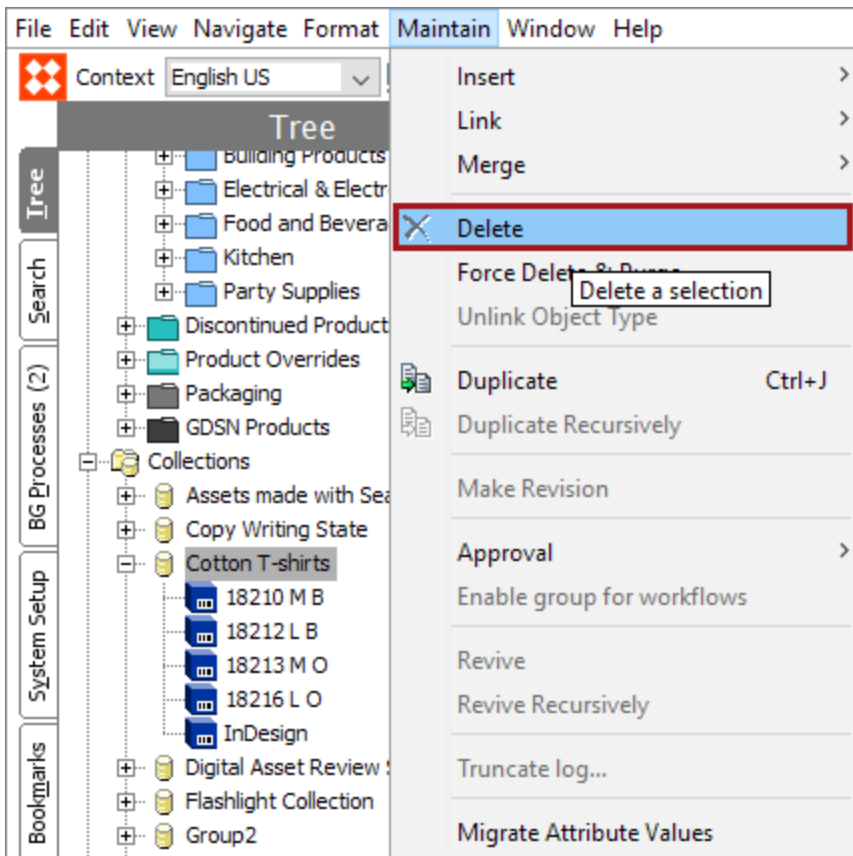 File Edit View Navigate Format Maintain Window Help
Context English US
Tree
Tree
Search
BG Processes (2)
System Setup
Bookmarks
Building Products
Electrical & Electr
Food and Bevera
Kitchen
Party Supplies
Discontinued Product
Product Overrides
Packaging
GDSN Products
Collections
Assets made with Sea
Copy Writing State
Cotton T-shirts
18210 M B
18212 L B
18213 M O
18216 L O
InDesign
Digital Asset Review
Flashlight Collection
Group2
Insert
Link
Merge
Delete
Force Delete & Purge
Delete a selection
Unlink Object Type
Duplicate Ctrl+J
Duplicate Recursively
Make Revision
Approval
Enable group for workflows
Revive
Revive Recursively
Truncate log...
Migrate Attribute Values